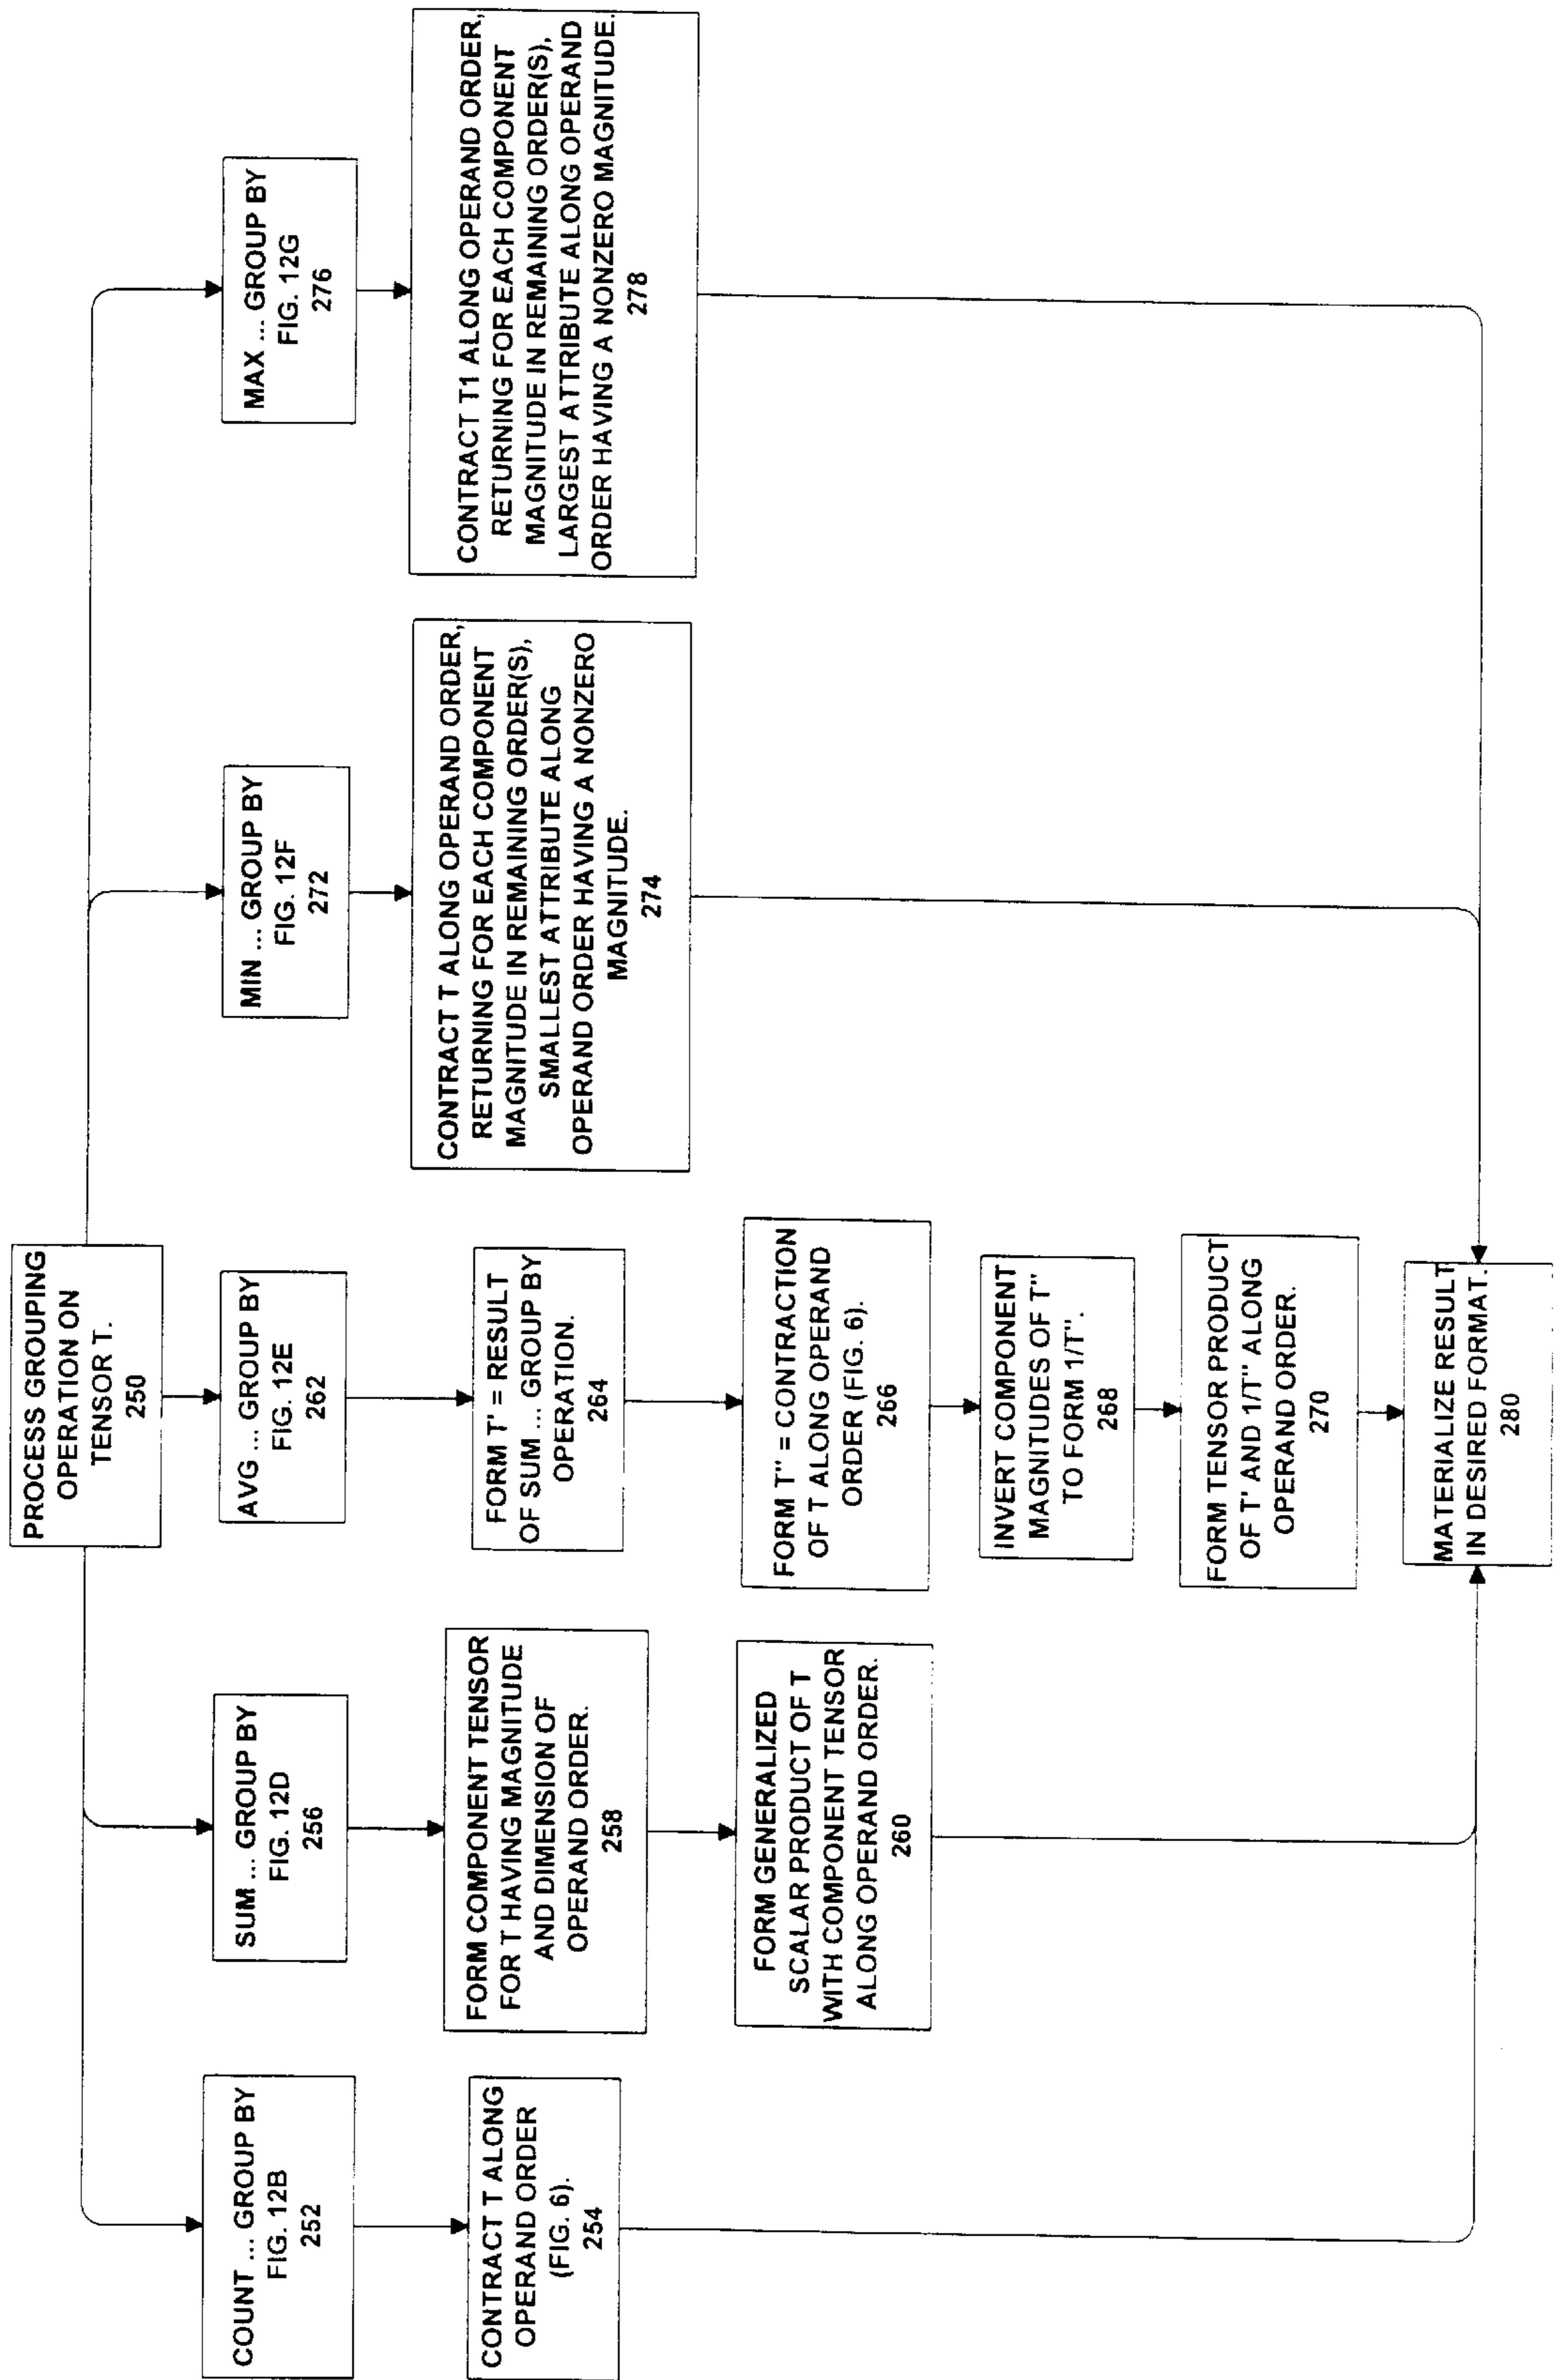 PROCESS GROUPING
OPERATION ON
TENSOR T.
250
COUNT ... GROUP BY
FIG. 12B
252
CONTRACT T ALONG
OPERAND ORDER
(FIG. 6).
254
SUM ... GROUP BY
FIG. 12D
256
FORM COMPONENT TENSOR
FOR T HAVING MAGNITUDE
AND DIMENSION OF
OPERAND ORDER.
258
FORM GENERALIZED
SCALAR PRODUCT OF T
WITH COMPONENT TENSOR
ALONG OPERAND ORDER.
260
AVG ... GROUP BY
FIG. 12E
262
FORM T' = RESULT
OF SUM ... GROUP BY
OPERATION.
264
FORM T" = CONTRACTION
OF T ALONG OPERAND
ORDER (FIG. 6).
266
INVERT COMPONENT
MAGNITUDES OF T"
TO FORM 1/T".
268
FORM TENSOR PRODUCT
OF T' AND 1/T" ALONG
OPERAND ORDER.
270
MIN ... GROUP BY
FIG. 12F
272
CONTRACT T ALONG OPERAND ORDER,
RETURNING FOR EACH COMPONENT
MAGNITUDE IN REMAINING ORDER(S),
SMALLEST ATTRIBUTE ALONG
OPERAND ORDER HAVING A NONZERO
MAGNITUDE.
274
MAX ... GROUP BY
FIG. 12G
276
CONTRACT T1 ALONG OPERAND ORDER,
RETURNING FOR EACH COMPONENT
MAGNITUDE IN REMAINING ORDER(S),
LARGEST ATTRIBUTE ALONG OPERAND
ORDER HAVING A NONZERO MAGNITUDE.
278
MATERIALIZE RESULT
IN DESIRED FORMAT.
280